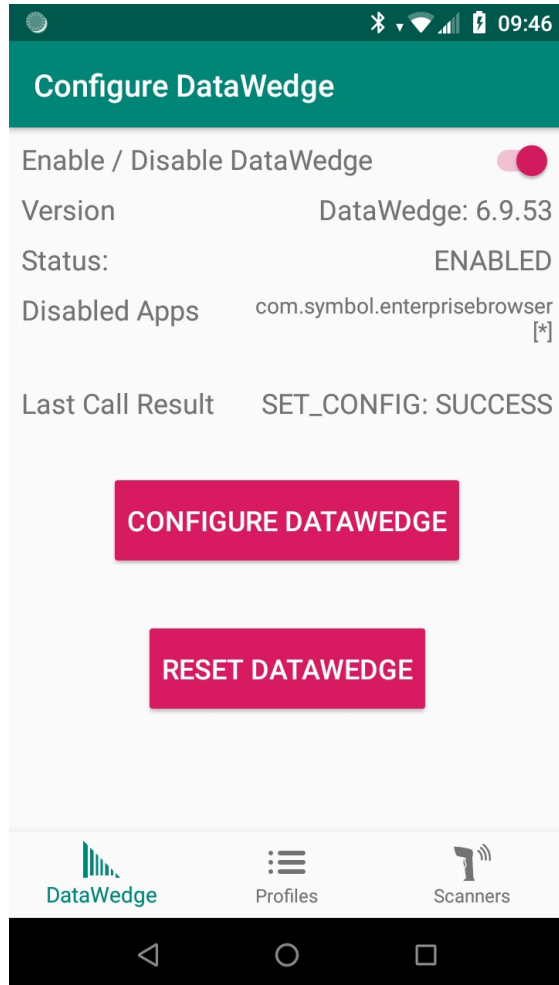 09:46
Configure DataWedge
Enable / Disable DataWedge
Version DataWedge: 6.9.53
Status: ENABLED
Disabled Apps com.symbol.enterprisebrowser
[*]
Last Call Result SET_CONFIG: SUCCESS
CONFIGURE DATAWEDGE
RESET DATAWEDGE
DataWedge Profiles Scanners